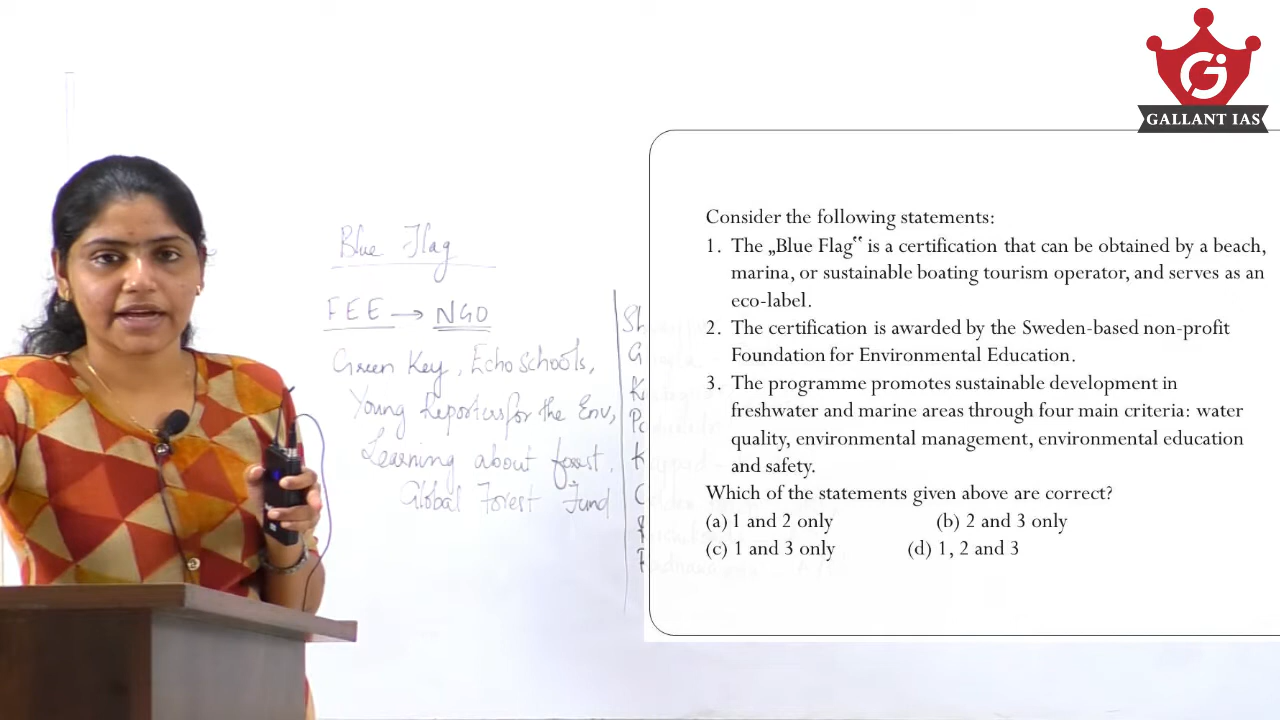 GALLANT IAS
Blue Flag
FEE → NGO
Green Key, Echo Schools,
Young Reporters for the Env,
Learning about forest,
Global Forest Fund
Sh
G
K
P
K
C
R
P
Consider the following statements:
1. The „Blue Flag‟ is a certification that can be obtained by a beach,
marina, or sustainable boating tourism operator, and serves as an
eco-label.
2. The certification is awarded by the Sweden-based non-profit
Foundation for Environmental Education.
3. The programme promotes sustainable development in
freshwater and marine areas through four main criteria: water
quality, environmental management, environmental education
and safety.
Which of the statements given above are correct?
(a) 1 and 2 only (b) 2 and 3 only
(c) 1 and 3 only (d) 1, 2 and 3